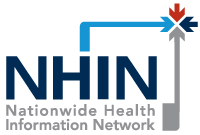 NHIN
Nationwide Health
Information Network